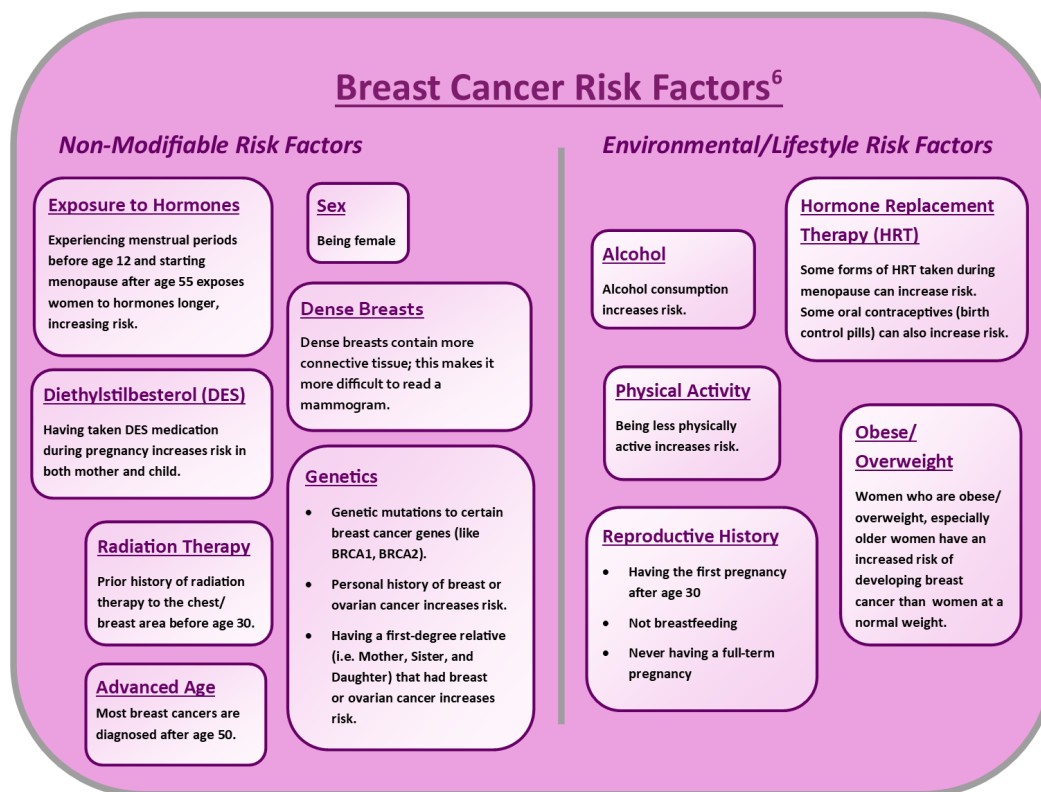 Breast Cancer Risk Factors6
Non-Modifiable Risk Factors
Exposure to Hormones
Experiencing menstrual periods
before age 12 and starting
menopause after age 55 exposes
women to hormones longer,
increasing risk.
Sex
Being female
Dense Breasts
Dense breasts contain more
connective tissue; this makes it
more difficult to read a
mammogram.
Diethylstilbesterol (DES)
Having taken DES medication
during pregnancy increases risk in
both mother and child.
Genetics
• Genetic mutations to certain
breast cancer genes (like
BRCA1, BRCA2).
• Personal history of breast or
ovarian cancer increases risk.
• Having a first-degree relative
(i.e. Mother, Sister, and
Daughter) that had breast
or ovarian cancer increases
risk.
Radiation Therapy
Prior history of radiation
therapy to the chest/
breast area before age 30.
Advanced Age
Most breast cancers are
diagnosed after age 50.
Environmental/Lifestyle Risk Factors
Alcohol
Alcohol consumption
increases risk.
Hormone Replacement
Therapy (HRT)
Some forms of HRT taken during
menopause can increase risk.
Some oral contraceptives (birth
control pills) can also increase risk.
Physical Activity
Being less physically
active increases risk.
Obese/
Overweight
Women who are obese/
overweight, especially
older women have an
increased risk of
developing breast
cancer than women at a
normal weight.
Reproductive History
• Having the first pregnancy
after age 30
• Not breastfeeding
• Never having a full-term
pregnancy